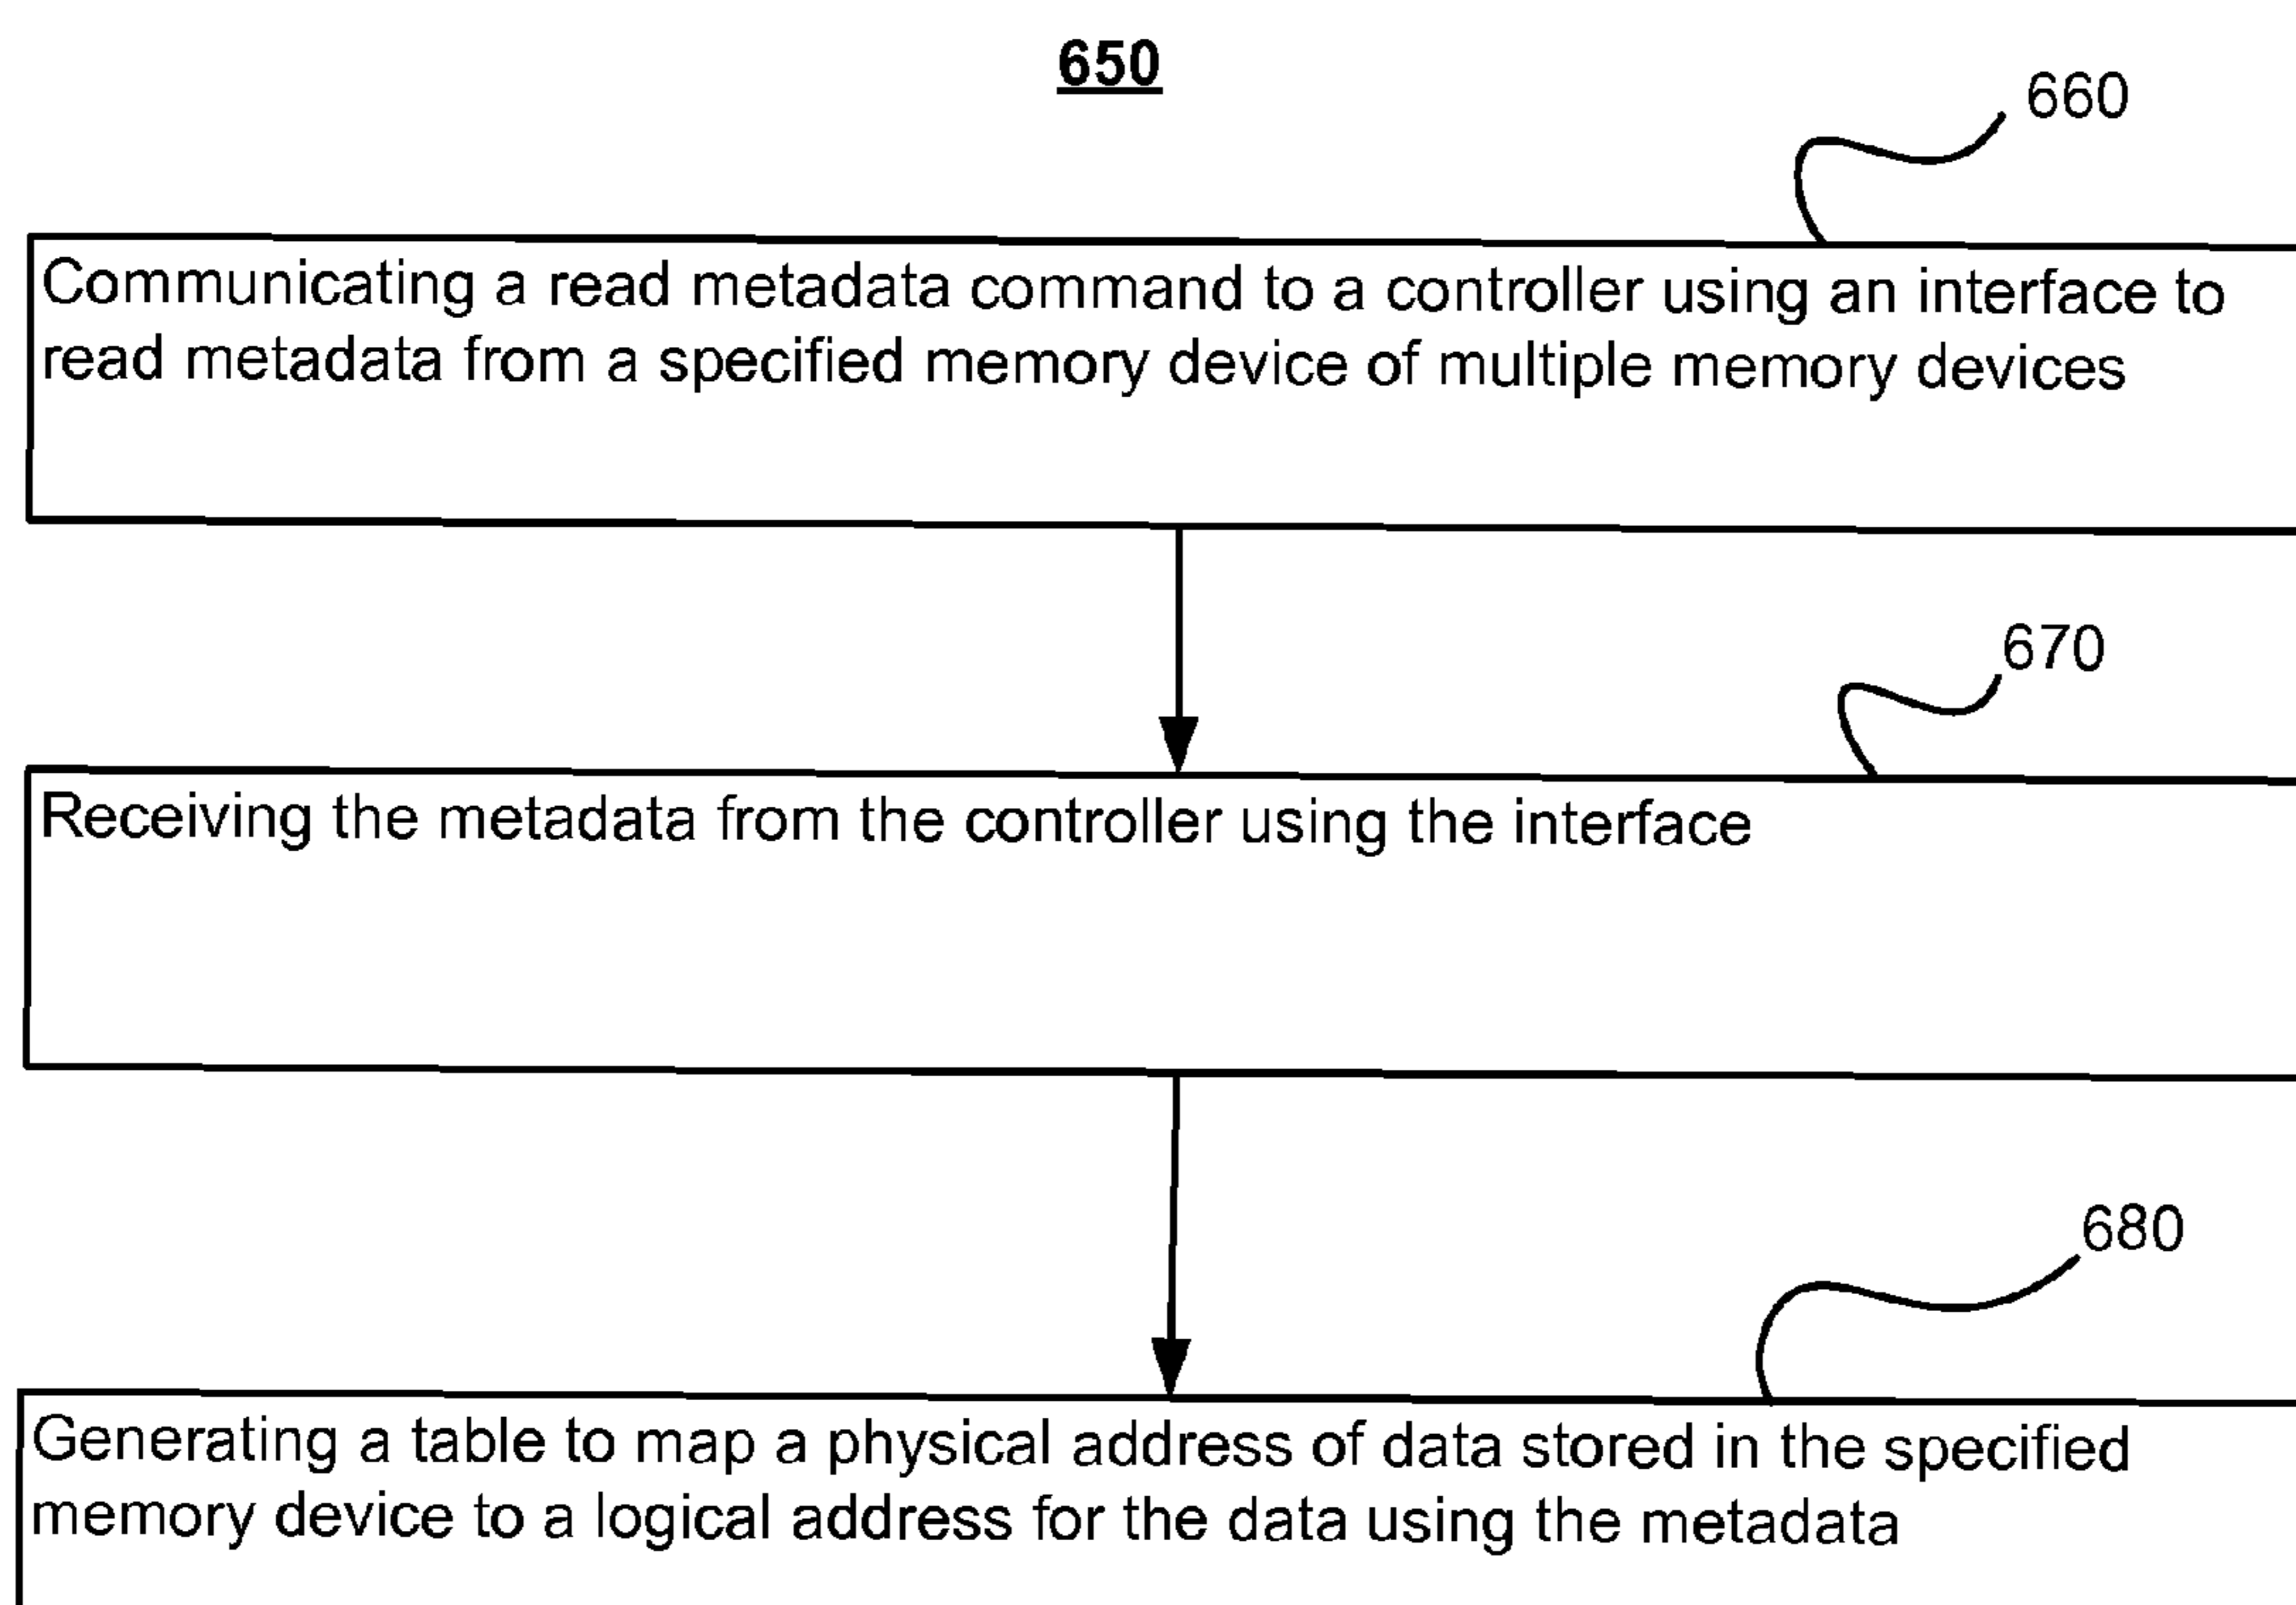 650
660
Communicating a read metadata command to a controller using an interface to
read metadata from a specified memory device of multiple memory devices
670
Receiving the metadata from the controller using the interface
680
Generating a table to map a physical address of data stored in the specified
memory device to a logical address for the data using the metadata